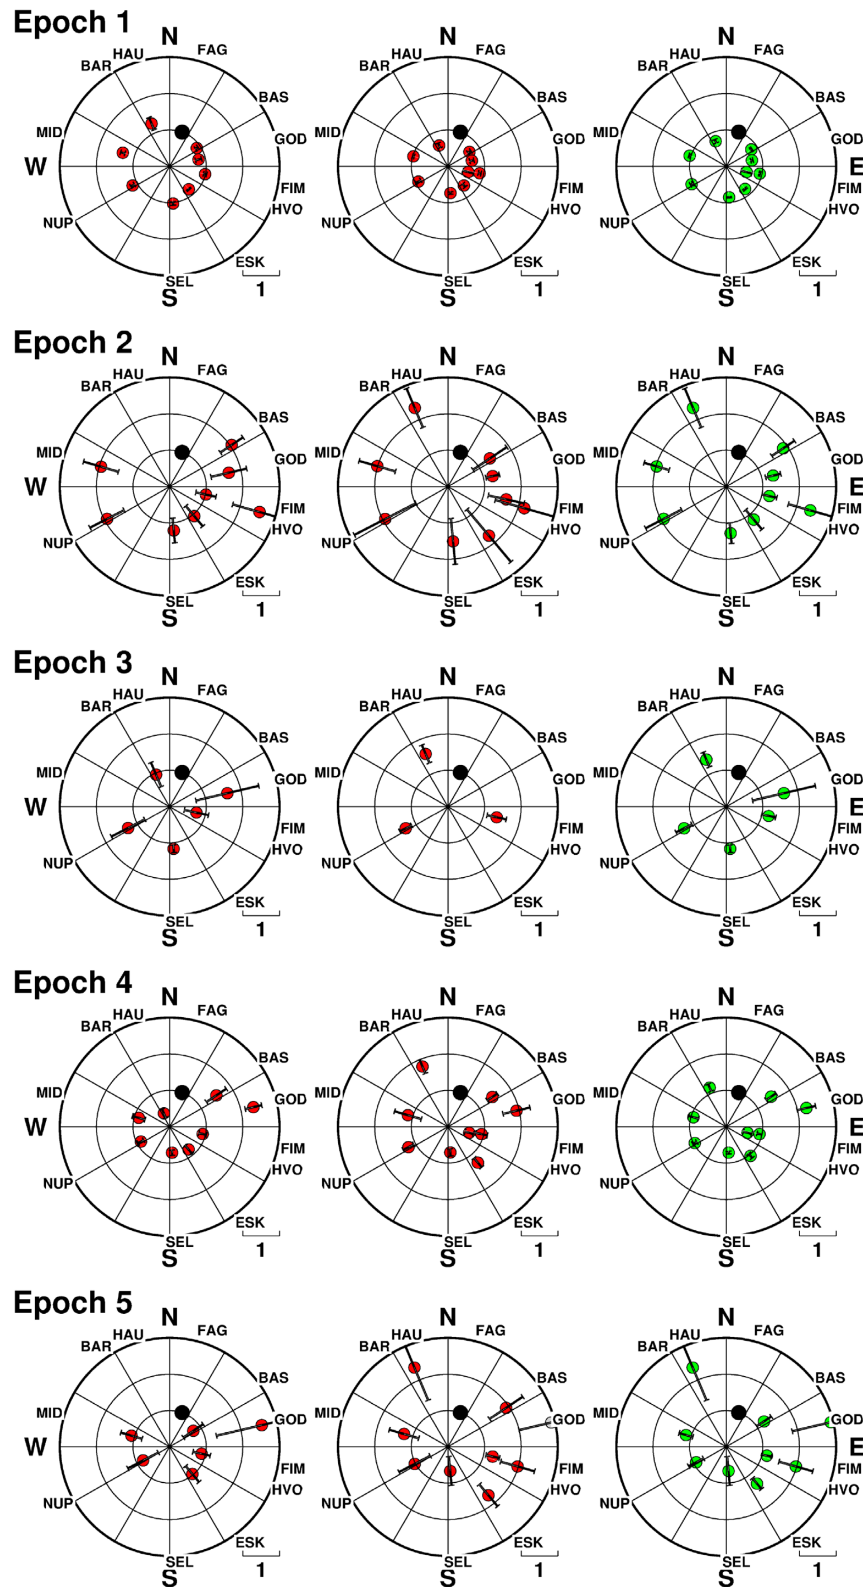 Epoch 1
N N N
HAU FAG HAU FAG HAU FAG
BAR BAR BAR
BAS BAS BAS
MID GOD MID GOD MID GOD
W E
FIM FIM FIM
NUP HVO NUP HVO NUP HVO
ESK ESK ESK
SEL SEL SEL
S 1 S 1 S 1
Epoch 2
N N N
HAU FAG HAU FAG HAU FAG
BAR BAR BAR
BAS BAS BAS
MID GOD MID GOD MID GOD
W E
FIM FIM FIM
NUP HVO NUP HVO NUP HVO
ESK ESK ESK
SEL SEL SEL
S 1 S 1 S 1
Epoch 3
N N N
HAU FAG HAU FAG HAU FAG
BAR BAR BAR
BAS BAS BAS
MID GOD MID GOD MID GOD
W E
FIM FIM FIM
NUP HVO NUP HVO NUP HVO
ESK ESK ESK
SEL SEL SEL
S 1 S 1 S 1
Epoch 4
N N N
HAU FAG HAU FAG HAU FAG
BAR BAR BAR
BAS BAS BAS
MID GOD MID GOD MID GOD
W E
FIM FIM FIM
NUP HVO NUP HVO NUP HVO
ESK ESK ESK
SEL SEL SEL
S 1 S 1 S 1
Epoch 5
N N N
HAU FAG HAU FAG HAU FAG
BAR BAR BAR
BAS BAS BAS
MID GOD MID GOD MID GOD
W E
FIM FIM FIM
NUP HVO NUP HVO NUP HVO
ESK ESK ESK
SEL SEL SEL
S 1 S 1 S 1